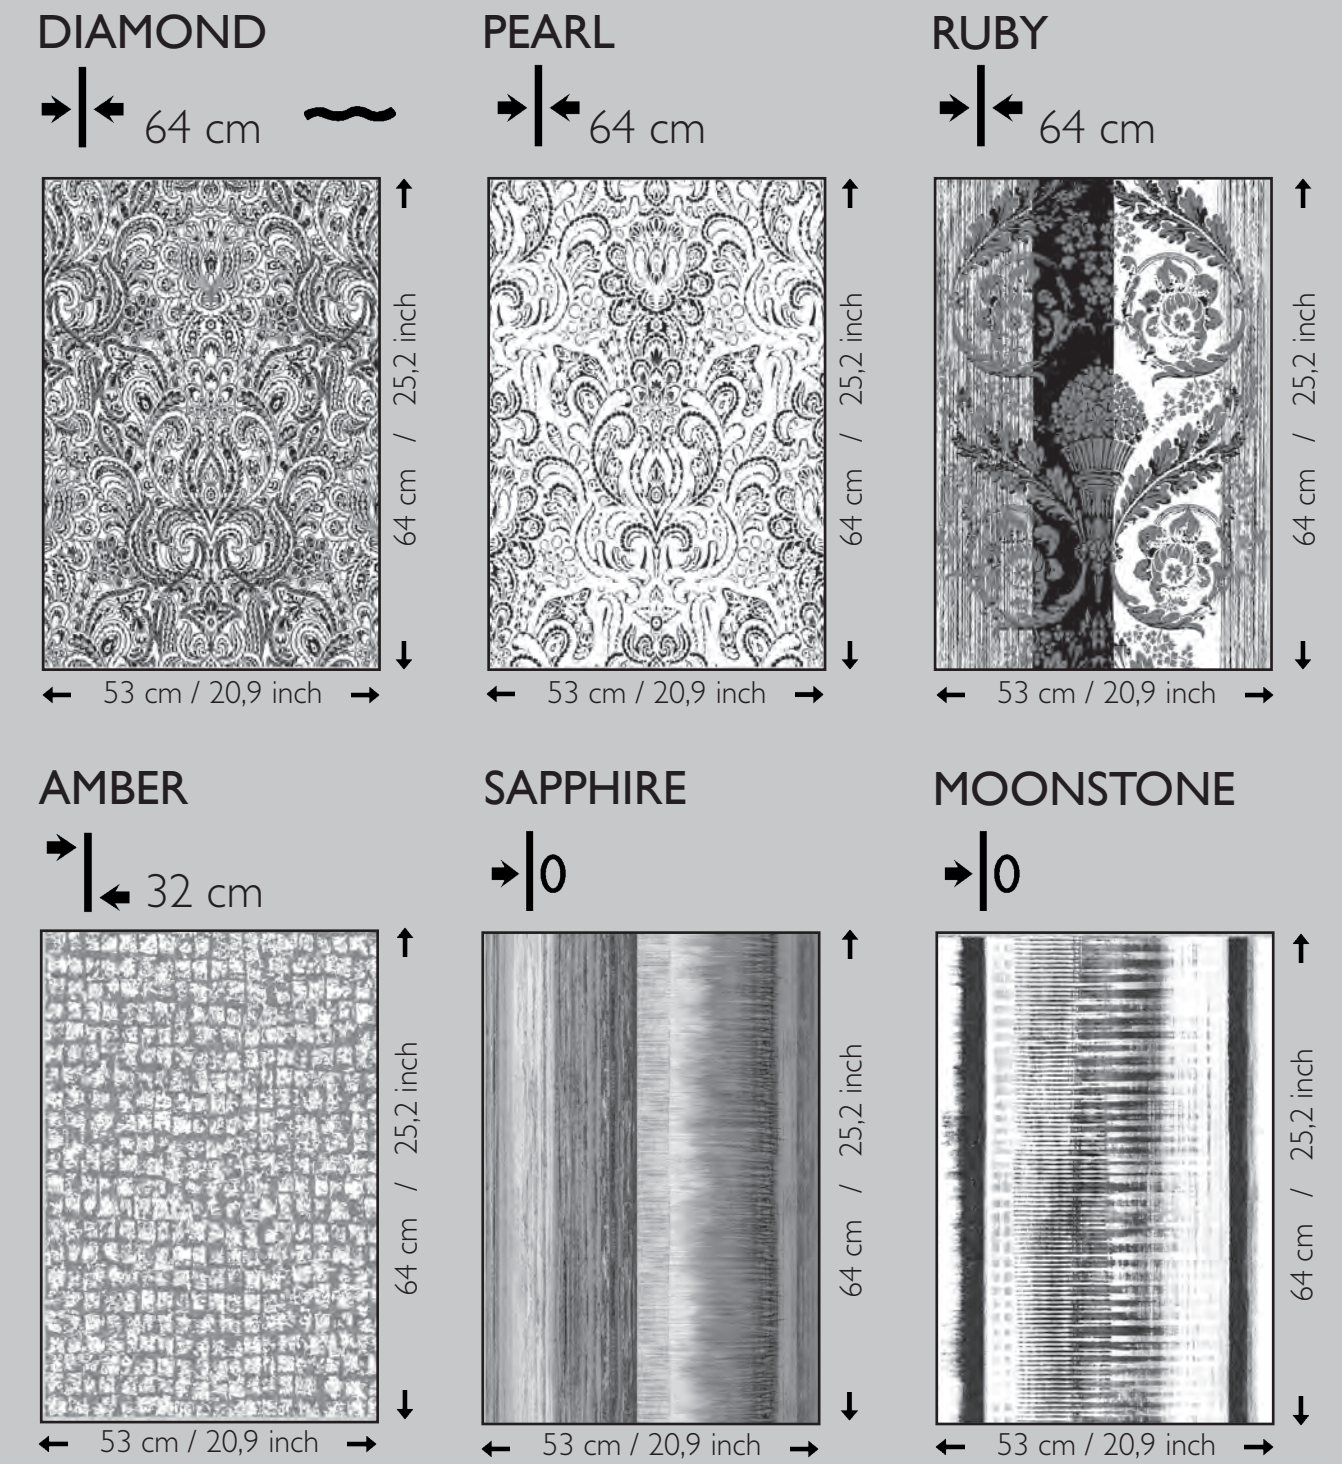 DIAMOND
64 cm
64 cm / 25,2 inch
53 cm / 20,9 inch
PEARL
64 cm
64 cm / 25,2 inch
53 cm / 20,9 inch
RUBY
64 cm
64 cm / 25,2 inch
53 cm / 20,9 inch
AMBER
32 cm
64 cm / 25,2 inch
53 cm / 20,9 inch
SAPPHIRE
0
64 cm / 25,2 inch
53 cm / 20,9 inch
MOONSTONE
0
64 cm / 25,2 inch
53 cm / 20,9 inch